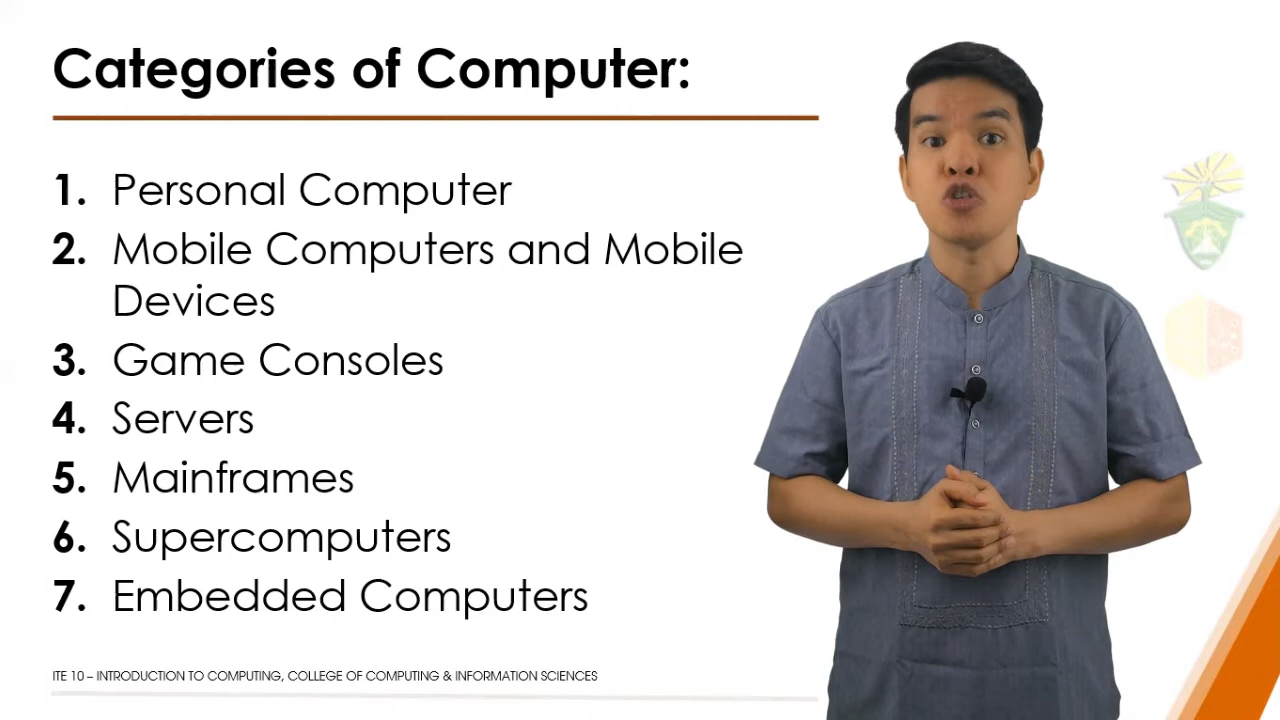 Categories of Computer:
1. Personal Computer
2. Mobile Computers and Mobile
Devices
3. Game Consoles
4. Servers
5. Mainframes
6. Supercomputers
7. Embedded Computers
ITE 10 – INTRODUCTION TO COMPUTING, COLLEGE OF COMPUTING & INFORMATION SCIENCES